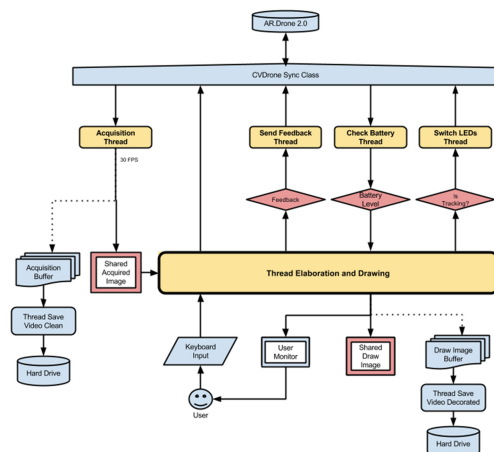 AR.Drone 2.0
CVDrone Sync Class
Acquisition
Thread
Send Feedback
Thread
Check Battery
Thread
Switch LEDs
Thread
30 FPS
Feedback
Battery
Level
Is
Tracking?
Acquisition
Buffer
Shared
Acquired
Image
Thread Elaboration and Drawing
Thread Save
Video Clean
Keyboard
Input
User
Monitor
Shared
Draw
Image
Draw Image
Buffer
Hard Drive
User
Thread Save
Video Decorated
Hard Drive